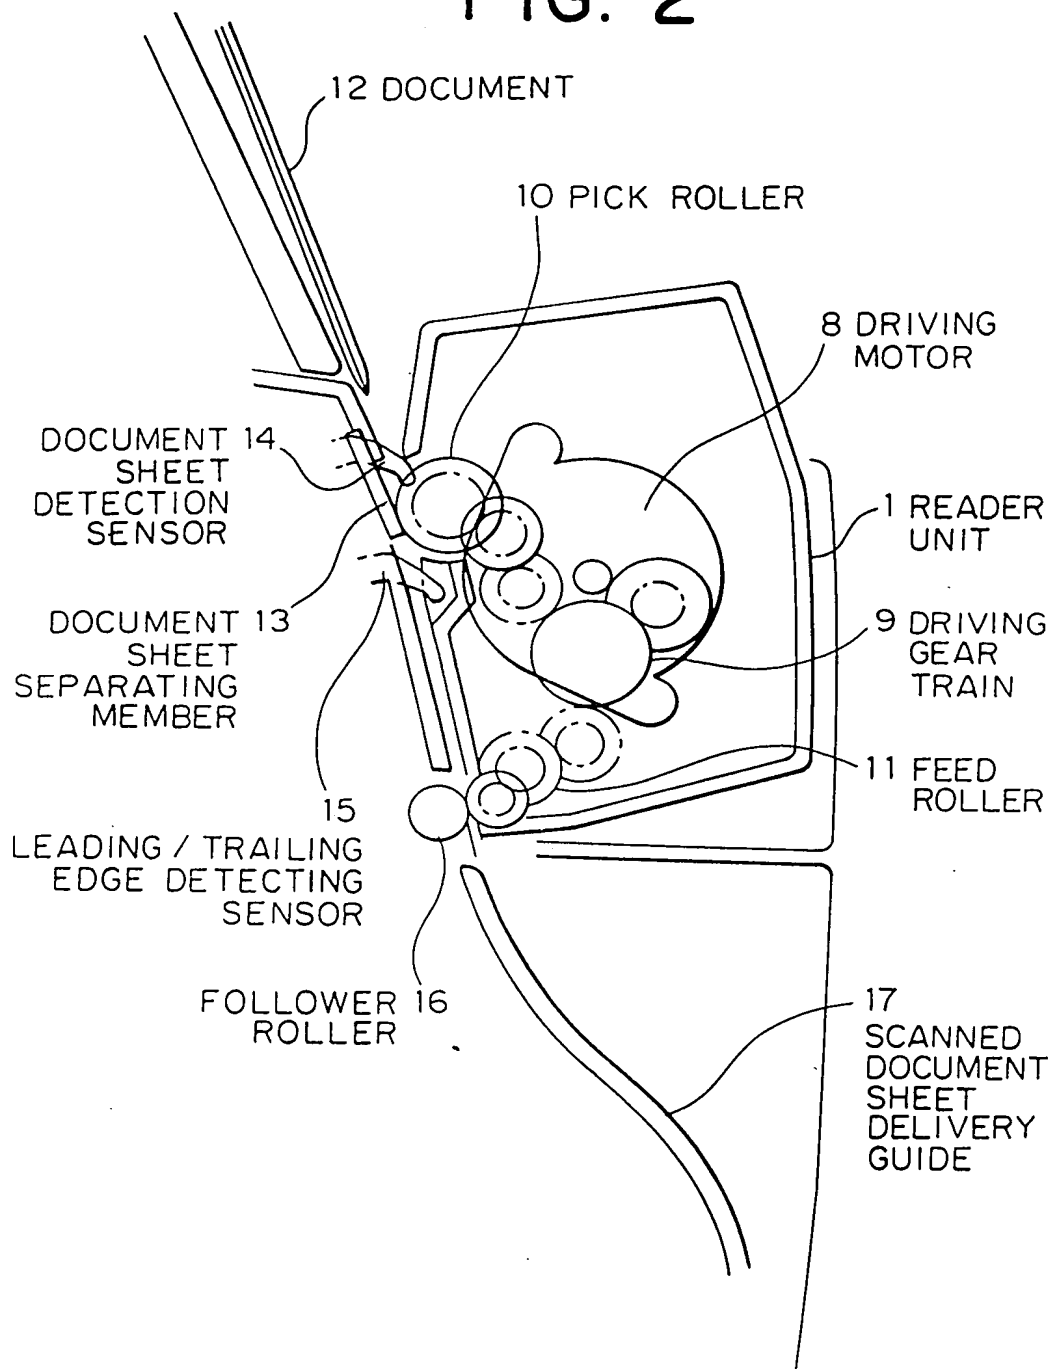 FIG. 2
12 DOCUMENT
10 PICK ROLLER
8 DRIVING
MOTOR
DOCUMENT 14
SHEET
DETECTION
SENSOR
1 READER
UNIT
DOCUMENT 13
SHEET
SEPARATING
MEMBER
9 DRIVING
GEAR
TRAIN
11 FEED
ROLLER
15
LEADING / TRAILING
EDGE DETECTING
SENSOR
FOLLOWER 16
ROLLER
17
SCANNED
DOCUMENT
SHEET
DELIVERY
GUIDE